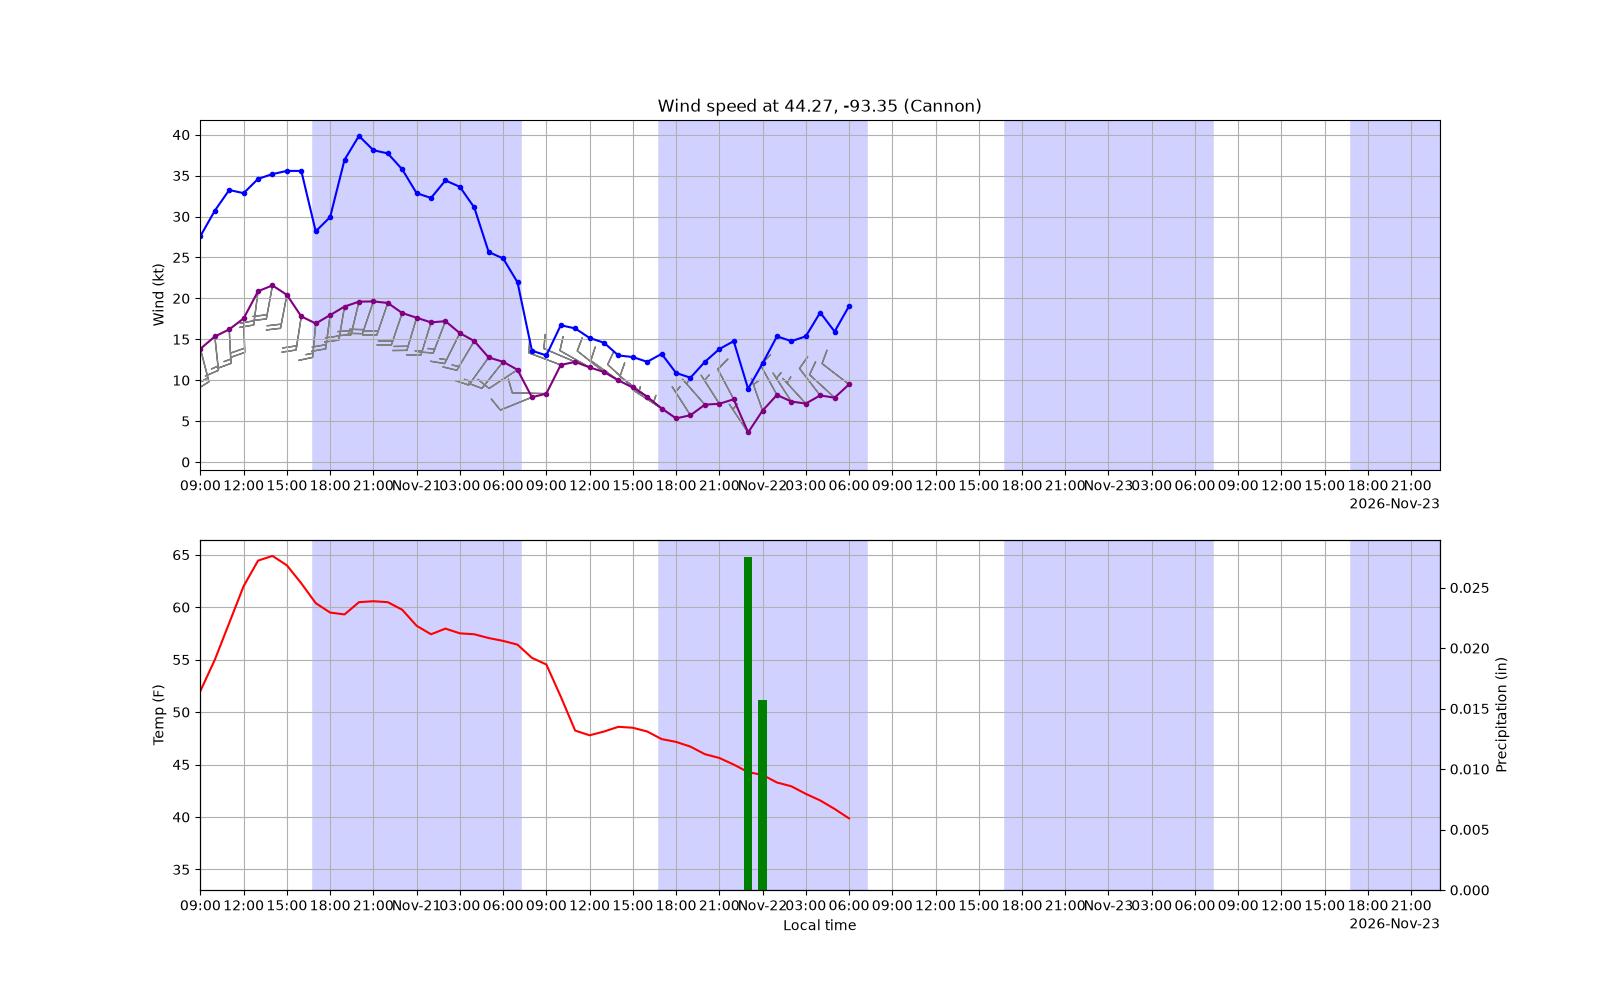 Wind speed at 44.27, -93.35 (Cannon)
40
35
30
25
20
15
10
5
0
Wind (kt)
09:00 12:00 15:00 18:00 21:00 Nov-21 03:00 06:00 09:00 12:00 15:00 18:00 21:00 Nov-22 03:00 06:00 09:00 12:00 15:00 18:00 21:00 Nov-23 03:00 06:00 09:00 12:00 15:00 18:00 21:00
2026-Nov-23
65
60
55
50
45
40
35
Temp (F)
0.025
0.020
0.015
0.010
0.005
0.000
Precipitation (in)
09:00 12:00 15:00 18:00 21:00 Nov-21 03:00 06:00 09:00 12:00 15:00 18:00 21:00 Nov-22 03:00 06:00 09:00 12:00 15:00 18:00 21:00 Nov-23 03:00 06:00 09:00 12:00 15:00 18:00 21:00
Local time
2026-Nov-23